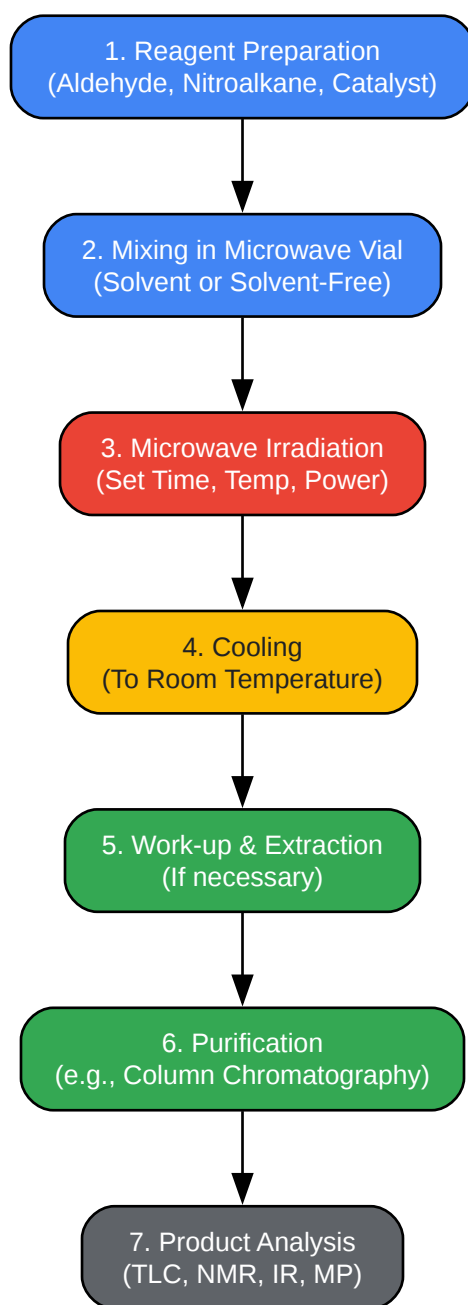 1. Reagent Preparation
(Aldehyde, Nitroalkane, Catalyst)
2. Mixing in Microwave Vial
(Solvent or Solvent-Free)
3. Microwave Irradiation
(Set Time, Temp, Power)
4. Cooling
(To Room Temperature)
5. Work-up & Extraction
(If necessary)
6. Purification
(e.g., Column Chromatography)
7. Product Analysis
(TLC, NMR, IR, MP)